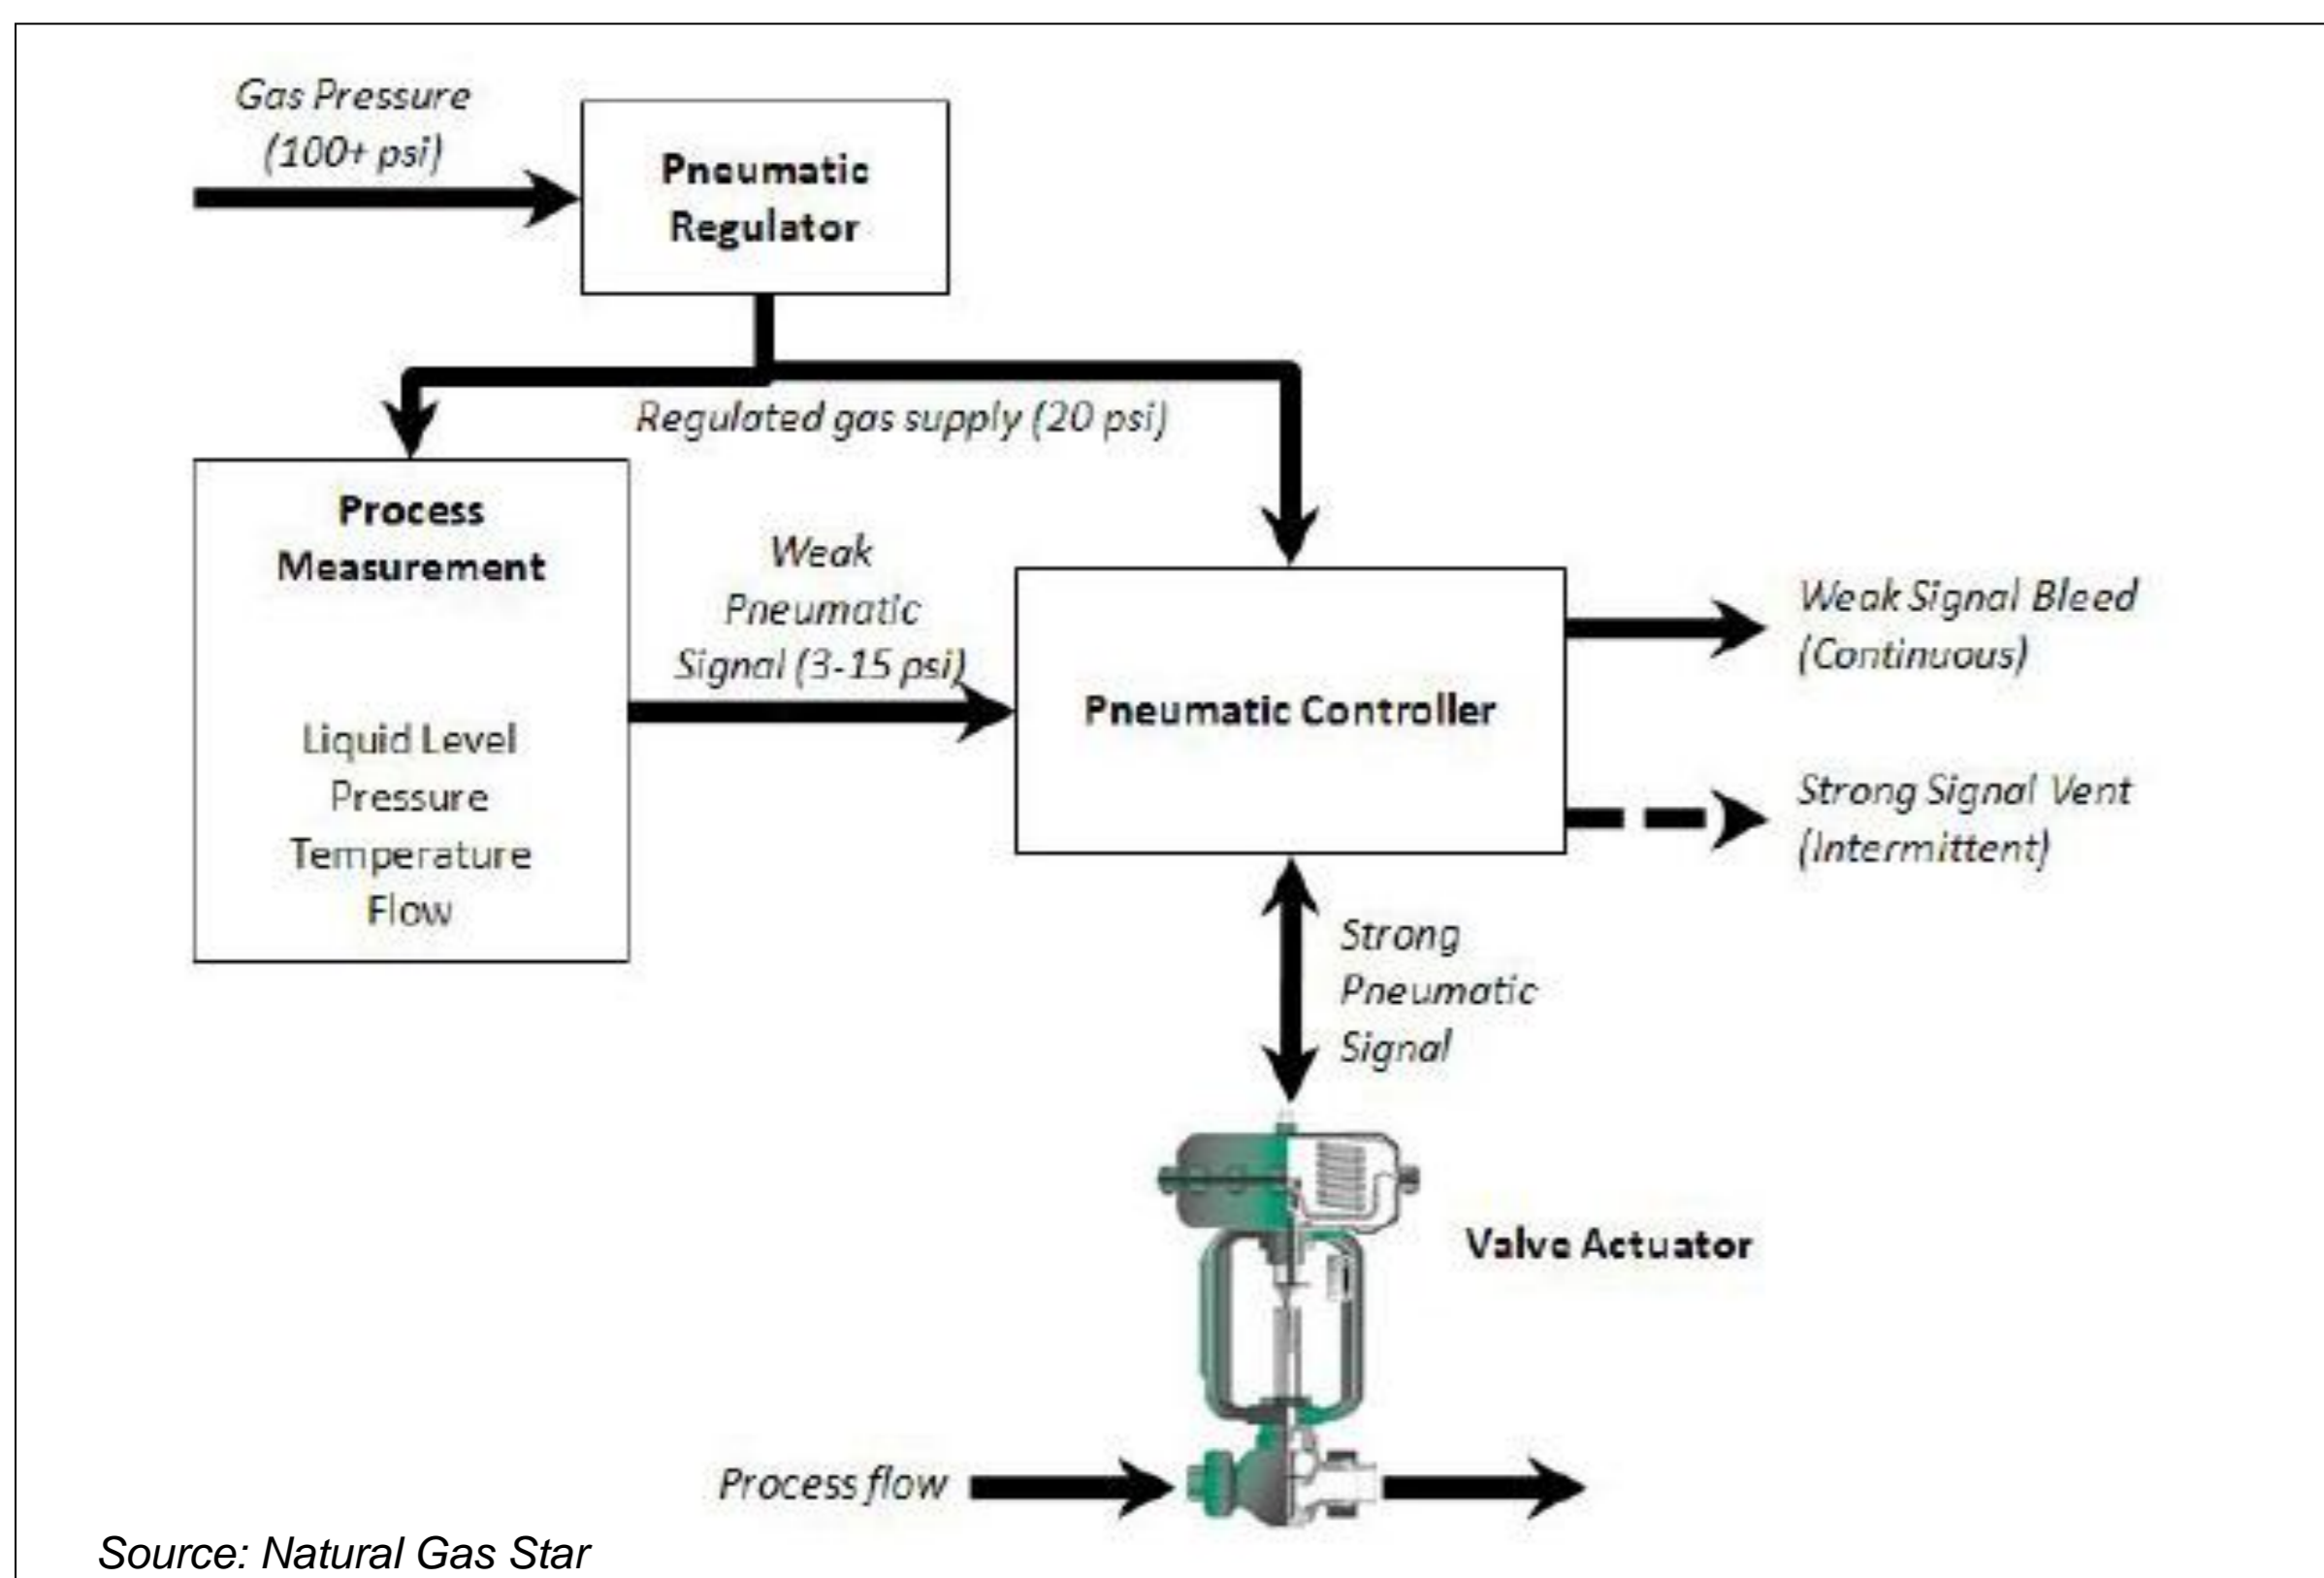 Gas Pressure
(100+ psi)
Pneumatic
Regulator
Regulated gas supply (20 psi)
Process
Measurement
Liquid Level
Pressure
Temperature
Flow
Weak
Pneumatic
Signal (3-15 psi)
Pneumatic Controller
Weak Signal Bleed
(Continuous)
Strong Signal Vent
(Intermittent)
Strong
Pneumatic
Signal
Valve Actuator
Process flow
Source: Natural Gas Star